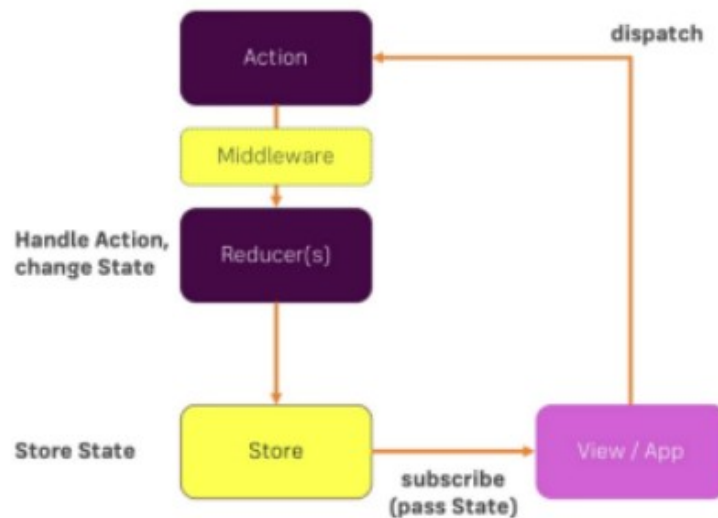 dispatch
Action
Middleware
Handle Action,
change State
Reducer(s)
Store State
Store
subscribe
(pass State)
View / App